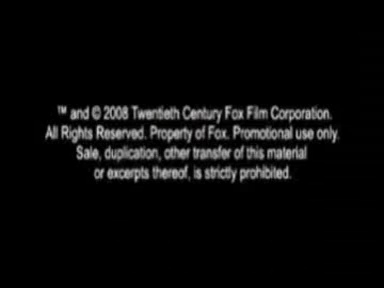 ™ and © 2008 Twentieth Century Fox Film Corporation.
All Rights Reserved. Property of Fox. Promotional use only.
Sale, duplication, other transfer of this material
or excerpts thereof, is strictly prohibited.